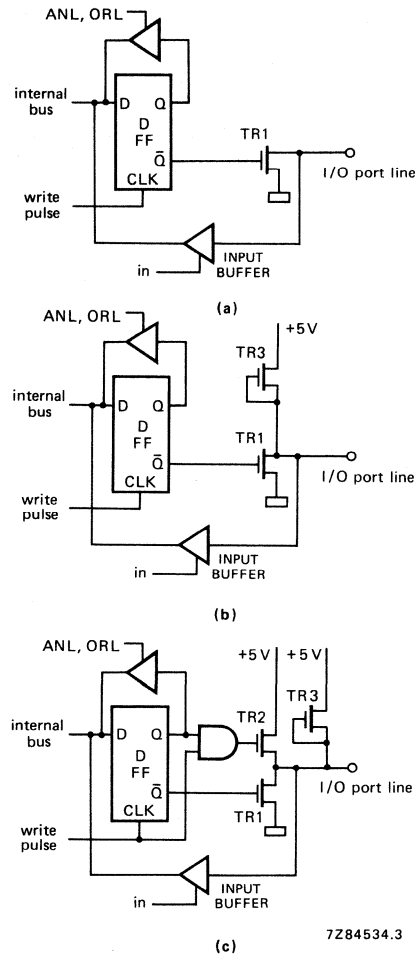 ANL, ORL
internal
bus
D
Q
D
FF
Q̅
CLK
TR1
I/O port line
write
pulse
INPUT
BUFFER
in
(a)
ANL, ORL
+5V
TR3
internal
bus
D
Q
D
FF
TR1
Q̅
CLK
I/O port line
write
pulse
INPUT
BUFFER
in
(b)
ANL, ORL
+5V
+5V
TR3
TR2
internal
bus
D
Q
D
FF
Q̅
CLK
TR1
I/O port line
write
pulse
INPUT
BUFFER
in
7Z84534.3
(c)